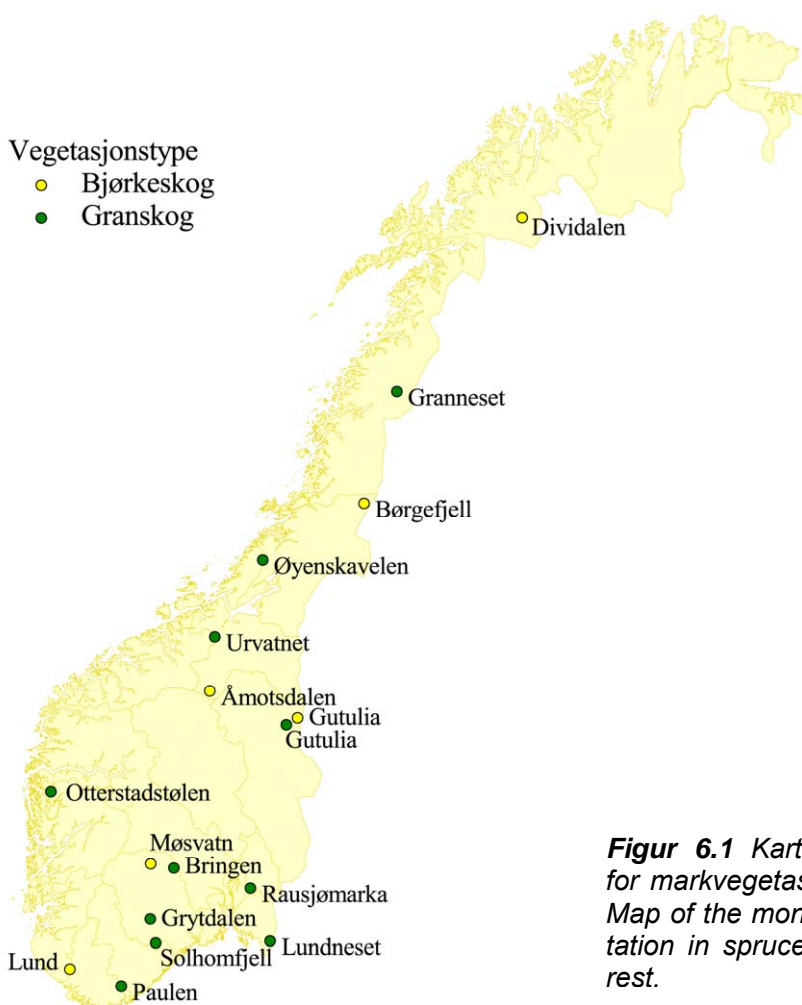 Vegetasjonstype
Bjørkeskog
Granskog
Dividalen
Granneset
Børgefjell
Øyenskavelen
Urvatnet
Åmotsdalen
Gutulia
Gutulia
Otterstadstølen
Møsvatn
Bringen
Rausjømarka
Grytdalen
Solhomfjell
Lundneset
Lund
Paulen
Figur 6.1 Kart
for markvegetas
Map of the mon
tation in spruce
rest.